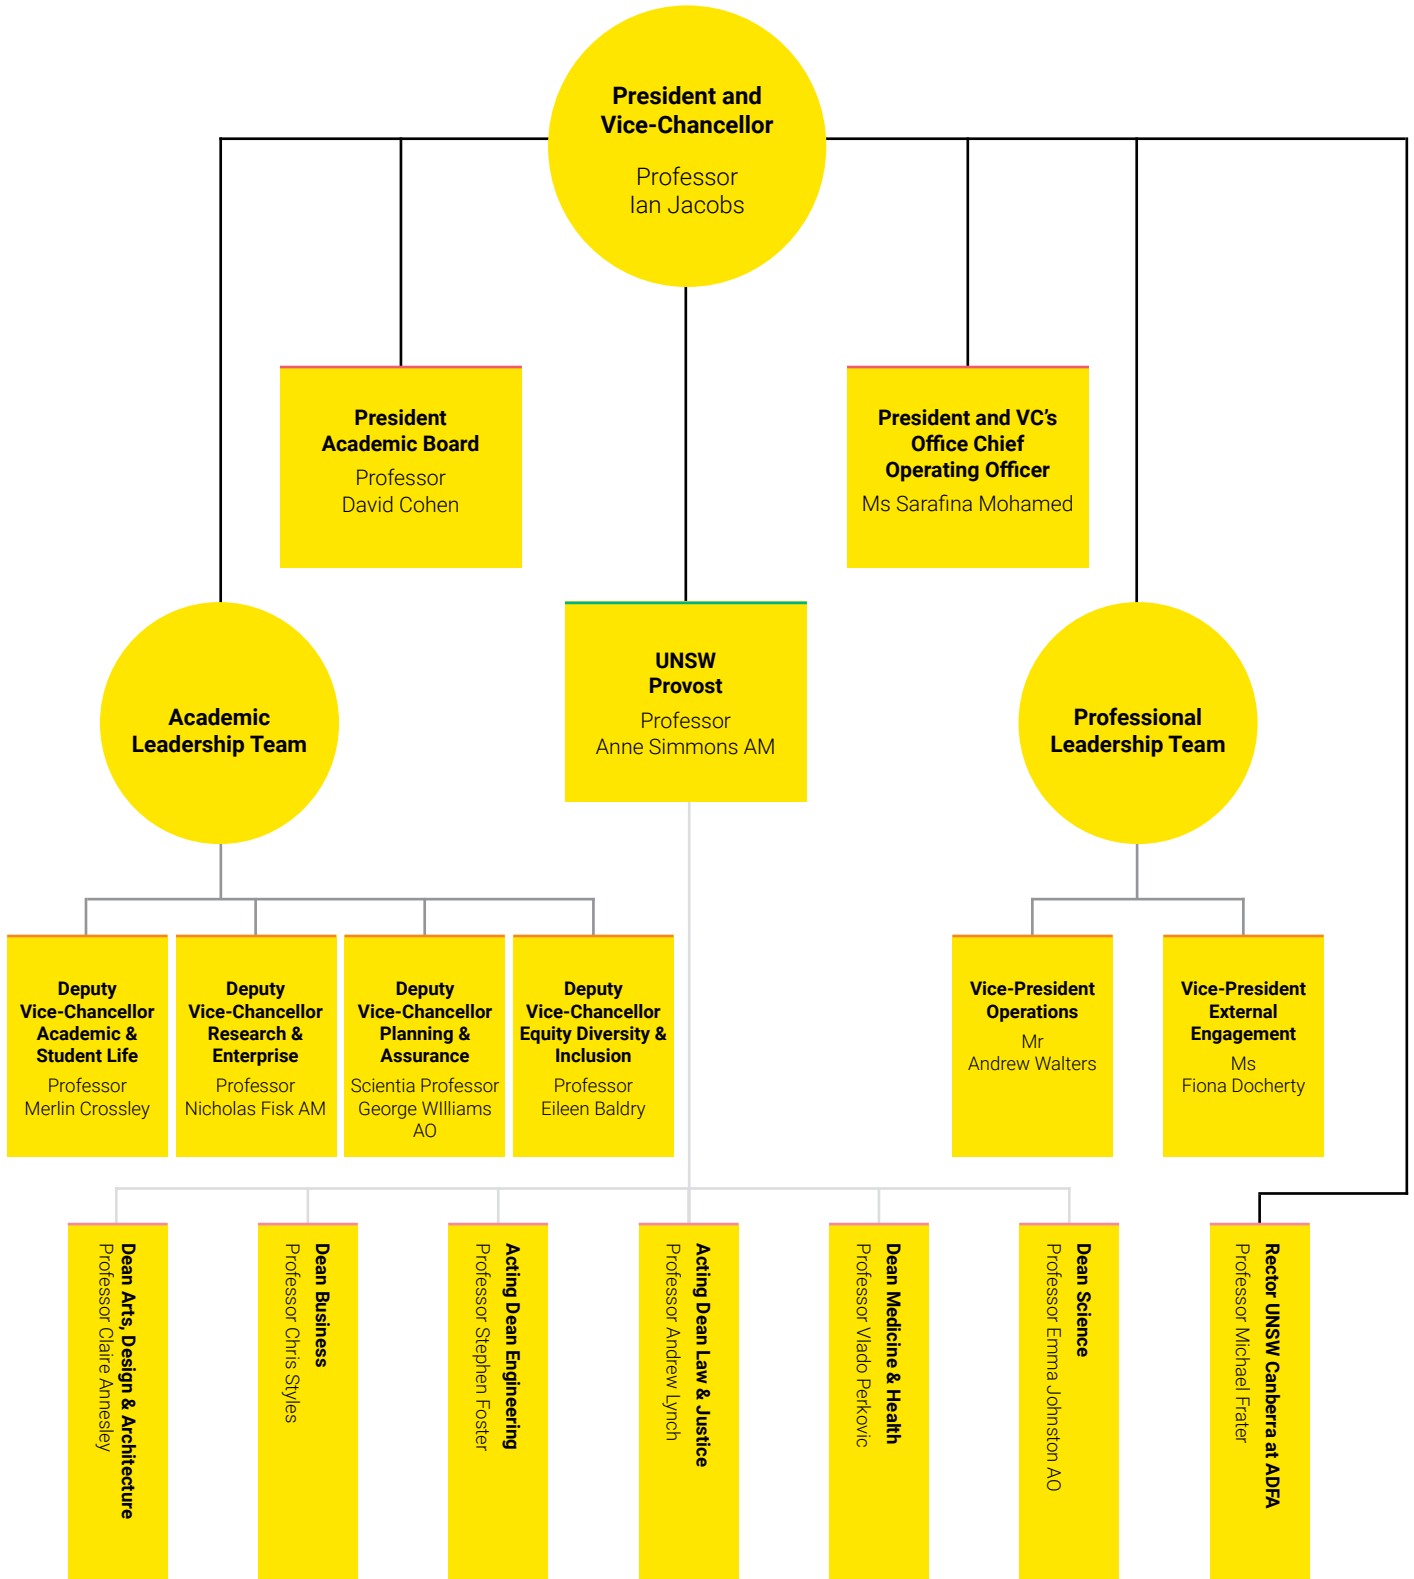 President and
Vice-Chancellor
Professor
Ian Jacobs
President
Academic Board
Professor
David Cohen
President and VC's
Office Chief
Operating Officer
Ms Sarafina Mohamed
Academic
Leadership Team
UNSW
Provost
Professor
Anne Simmons AM
Professional
Leadership Team
Deputy
Vice-Chancellor
Academic &
Student Life
Professor
Merlin Crossley
Deputy
Vice-Chancellor
Research &
Enterprise
Professor
Nicholas Fisk AM
Deputy
Vice-Chancellor
Planning &
Assurance
Scientia Professor
George WIlliams
AO
Deputy
Vice-Chancellor
Equity Diversity &
Inclusion
Professor
Eileen Baldry
Vice-President
Operations
Mr
Andrew Walters
Vice-President
External
Engagement
Ms
Fiona Docherty
Dean Arts, Design & Architecture
Professor Claire Annesley
Dean Business
Professor Chris Styles
Acting Dean Engineering
Professor Stephen Foster
Acting Dean Law & Justice
Professor Andrew Lynch
Dean Medicine & Health
Professor Vlado Perkovic
Dean Science
Professor Emma Johnston AO
Rector UNSW Canberra at ADFA
Professor Michael Frater